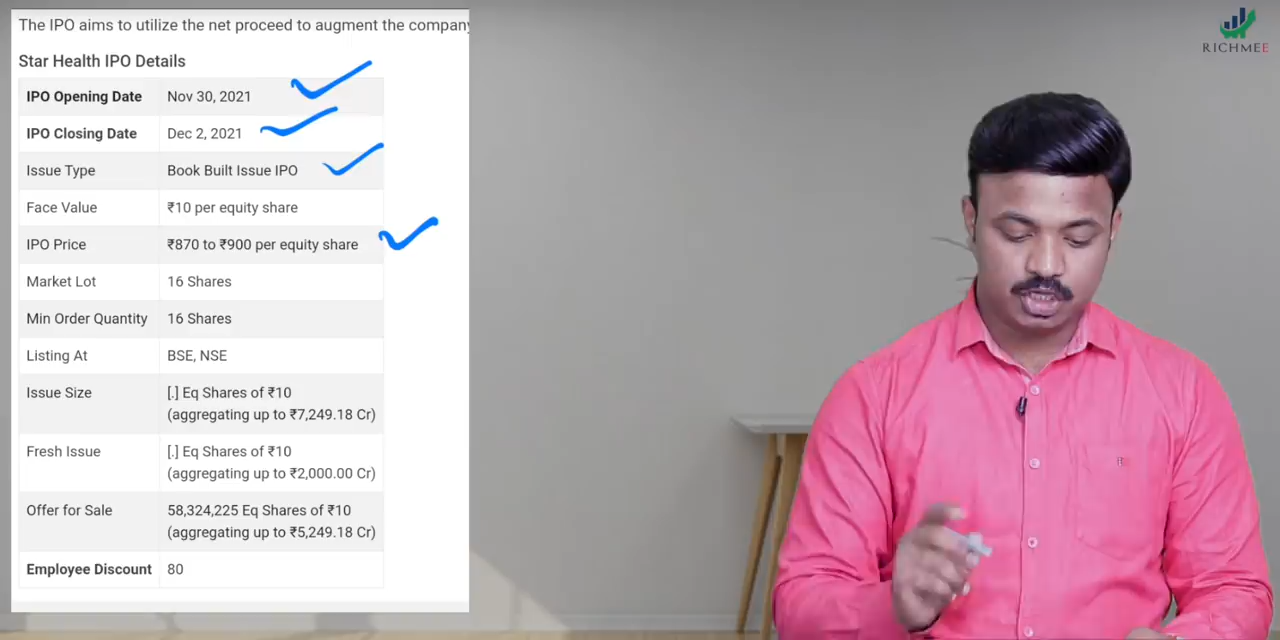 The IPO aims to utilize the net proceed to augment the company
Star Health IPO Details
IPO Opening Date Nov 30, 2021
IPO Closing Date Dec 2, 2021
Issue Type Book Built Issue IPO
Face Value ₹10 per equity share
IPO Price ₹870 to ₹900 per equity share
Market Lot 16 Shares
Min Order Quantity 16 Shares
Listing At BSE, NSE
Issue Size [.] Eq Shares of ₹10
(aggregating up to ₹7,249.18 Cr)
Fresh Issue [.] Eq Shares of ₹10
(aggregating up to ₹2,000.00 Cr)
Offer for Sale 58,324,225 Eq Shares of ₹10
(aggregating up to ₹5,249.18 Cr)
Employee Discount 80
RICHMEE